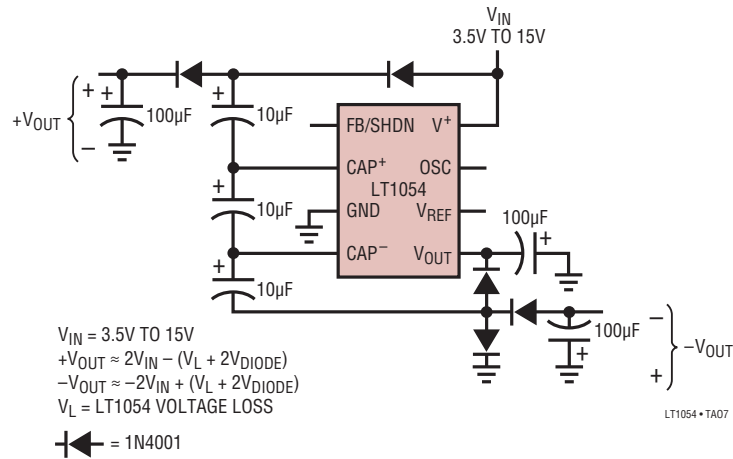 VIN
3.5V TO 15V
+ +
100µF
+
10µF
+VOUT
–
FB/SHDN V+
CAP+ OSC
LT1054
GND VREF
CAP– VOUT
+
10µF
100µF
+
+
10µF
100µF
–
+
+
–VOUT
VIN = 3.5V TO 15V
+VOUT ≈ 2VIN – (VL + 2VDIODE)
–VOUT ≈ –2VIN + (VL + 2VDIODE)
VL = LT1054 VOLTAGE LOSS
= 1N4001
LT1054 • TA07